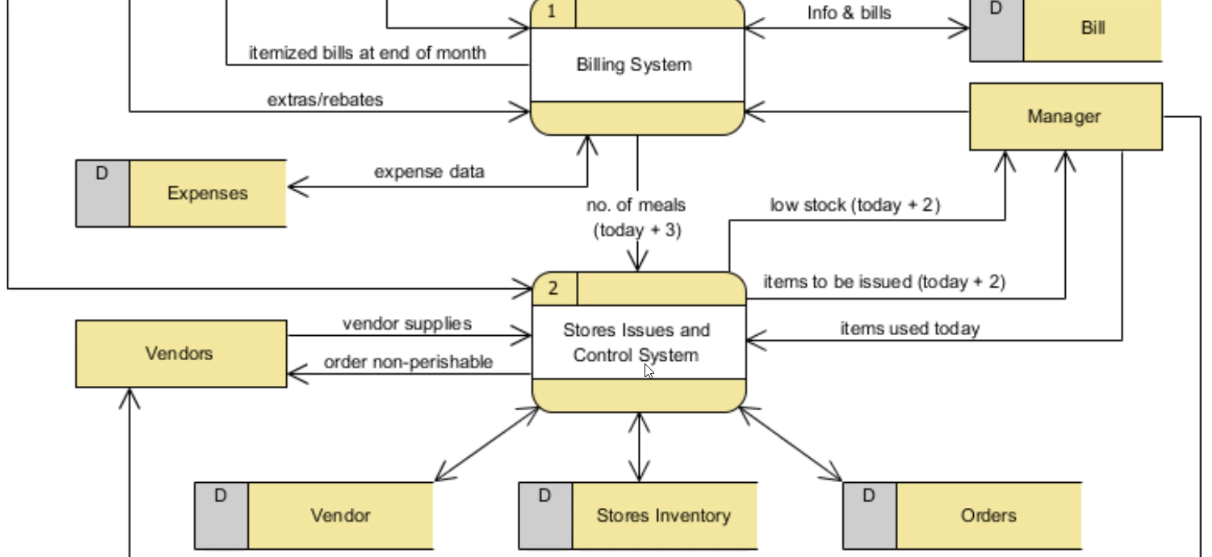 1
D
Info & bills
Bill
itemized bills at end of month
Billing System
extras/rebates
Manager
D
expense data
Expenses
no. of meals
(today + 3)
low stock (today + 2)
2
items to be issued (today + 2)
vendor supplies
Stores Issues and
Control System
items used today
Vendors
order non-perishable
D
Vendor
D
Stores Inventory
D
Orders